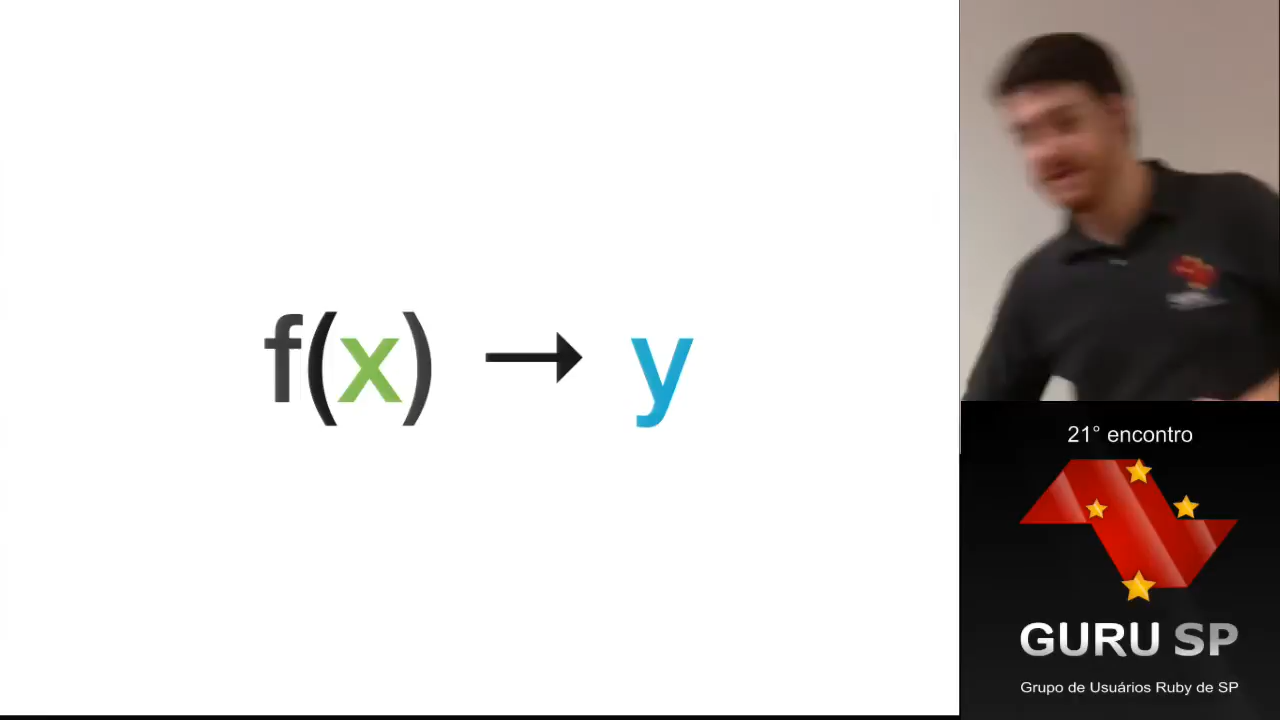 f(x) → y
21° encontro
GURU SP
Grupo de Usuários Ruby de SP